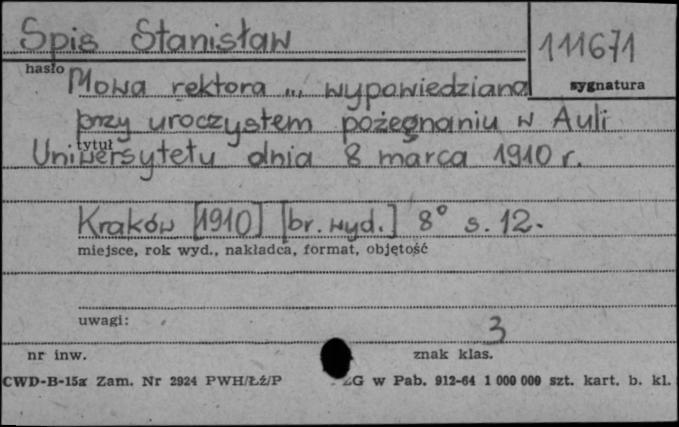 Spis Stanisław
111671
hasło
sygnatura
Mowa rektora ... wypowiedziana
przy uroczystem pożegnaniu w Auli
tytuł
Uniwersytetu dnia 8 marca 1910 r.
Kraków [1910] [br. wyd.] 8° s. 12.
miejsce, rok wyd., nakładca, format, objętość
uwagi:
3
nr inw.
znak klas.
CWD-B-15a Zam. Nr 2924 PWH/Łź/P ZG w Pab. 912-64 1 000 000 szt. kart. b. kl.